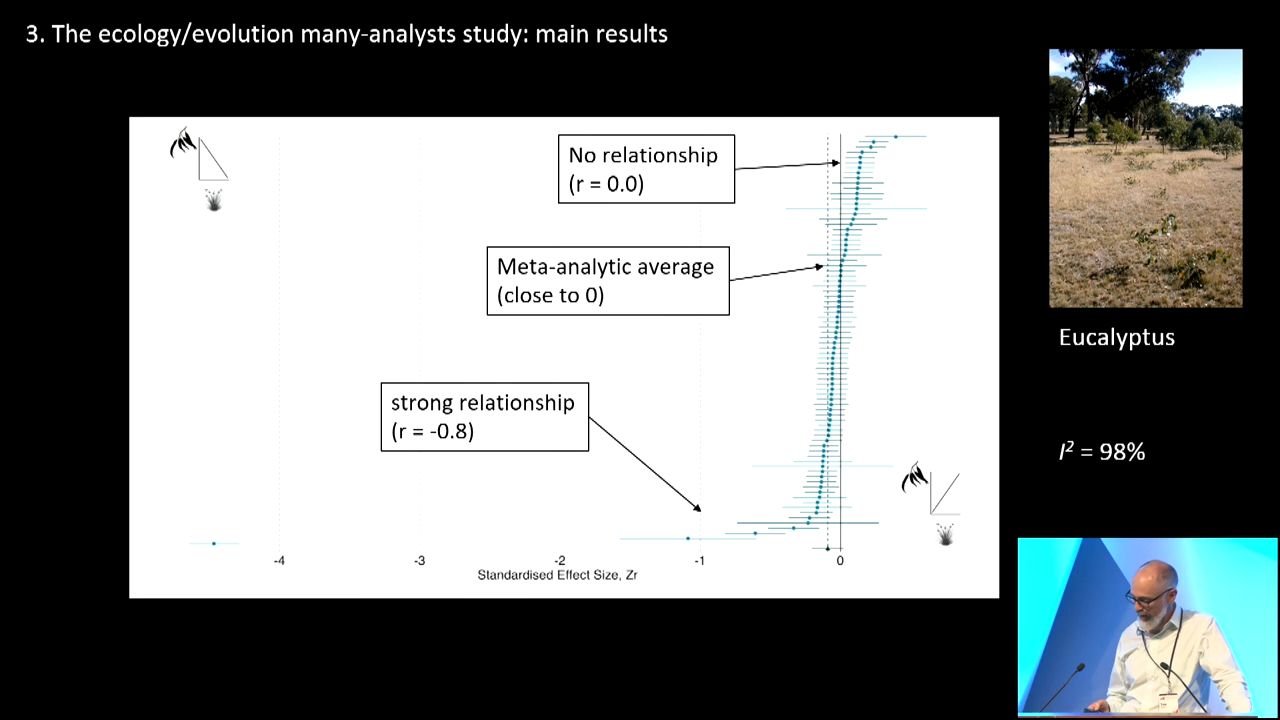 3. The ecology/evolution many-analysts study: main results
No relationship
(r = 0.0)
Meta-analytic average
(close to 0)
strong relationship
(r = -0.8)
-4
-3
-2
-1
0
Standardised Effect Size, Zr
Eucalyptus
I² = 98%